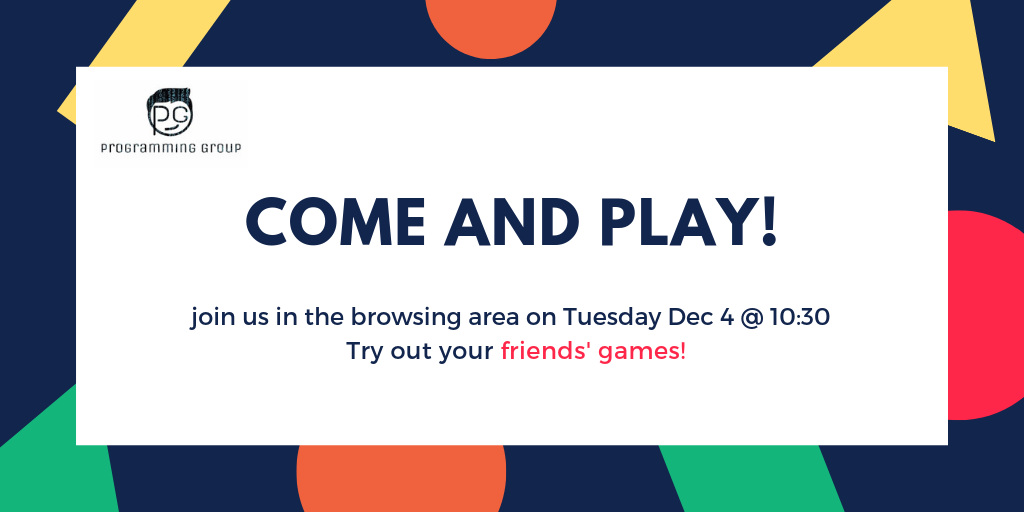 PG
PROGRAMMING GROUP
COME AND PLAY!
join us in the browsing area on Tuesday Dec 4 @ 10:30
Try out your friends' games!